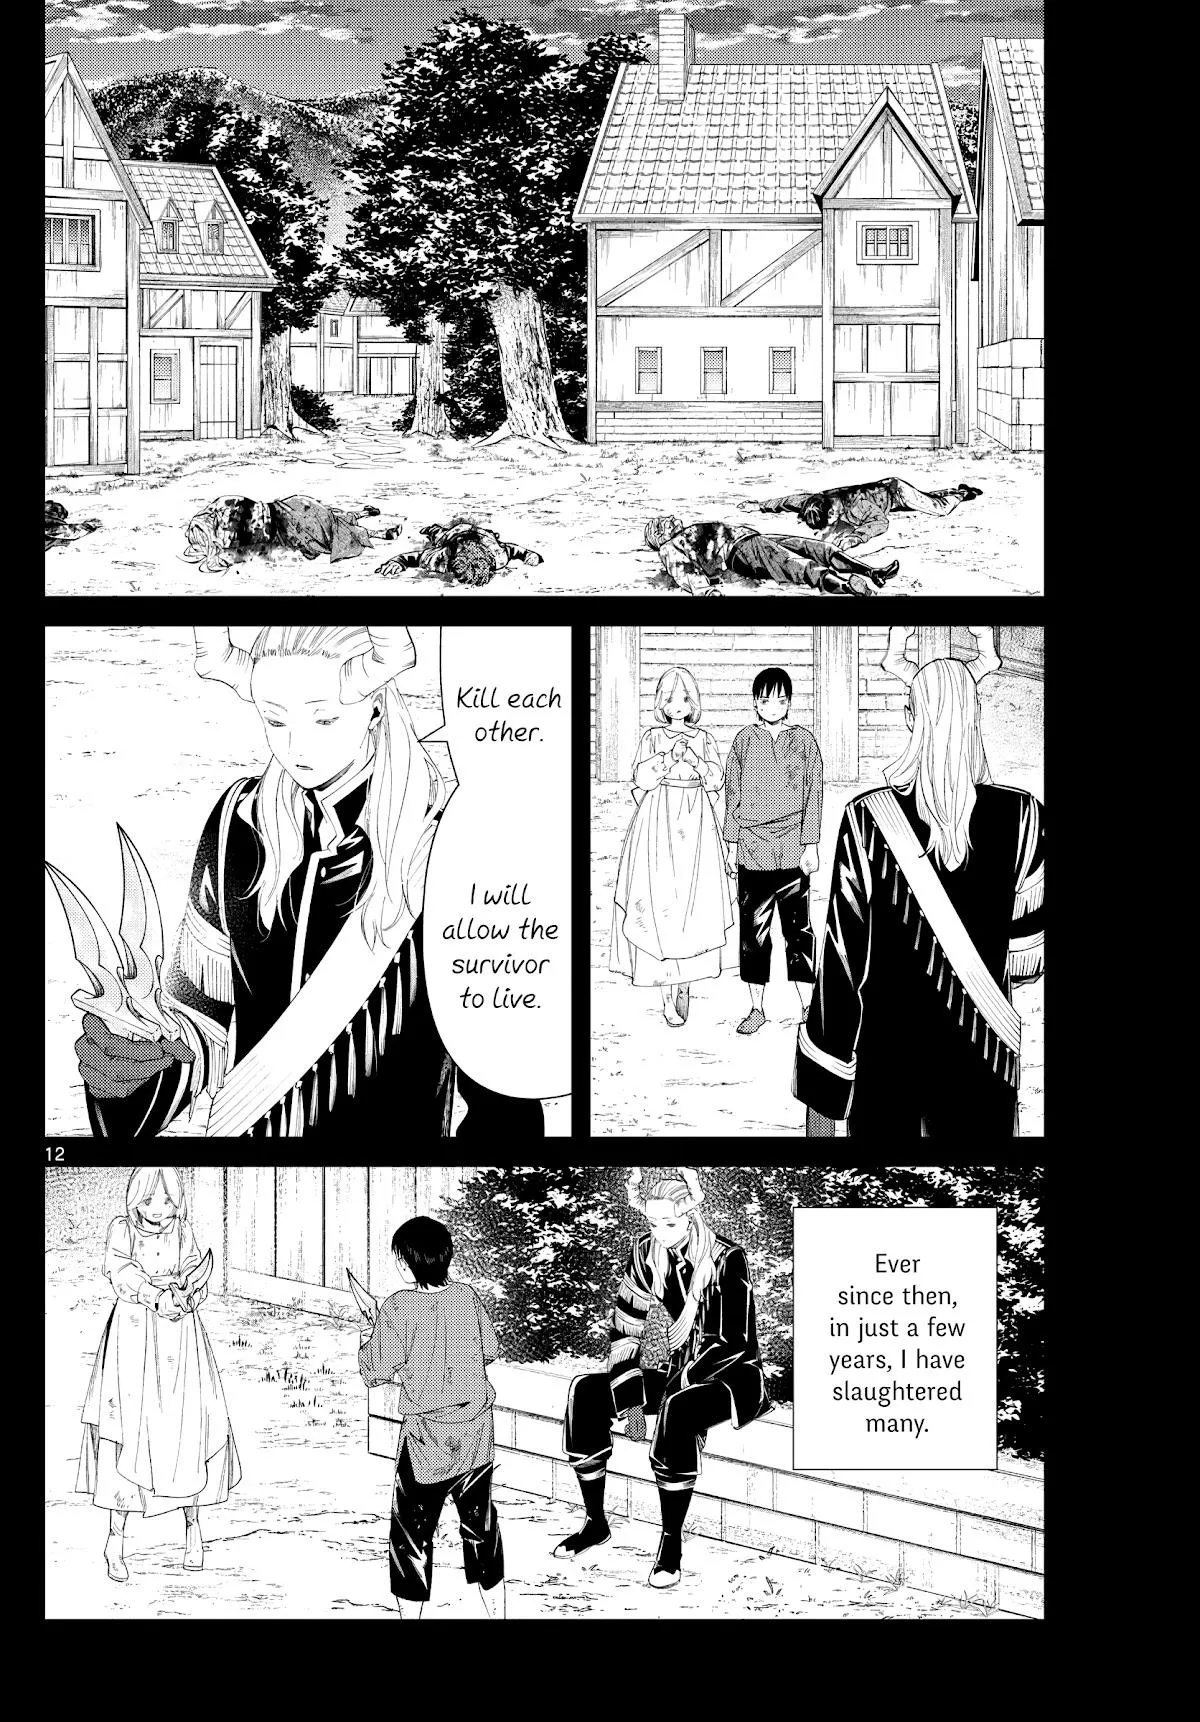 Kill each
other.
I will
allow the
survivor
to live.
12
Ever
since then,
in just a few
years, I have
slaughtered
many.